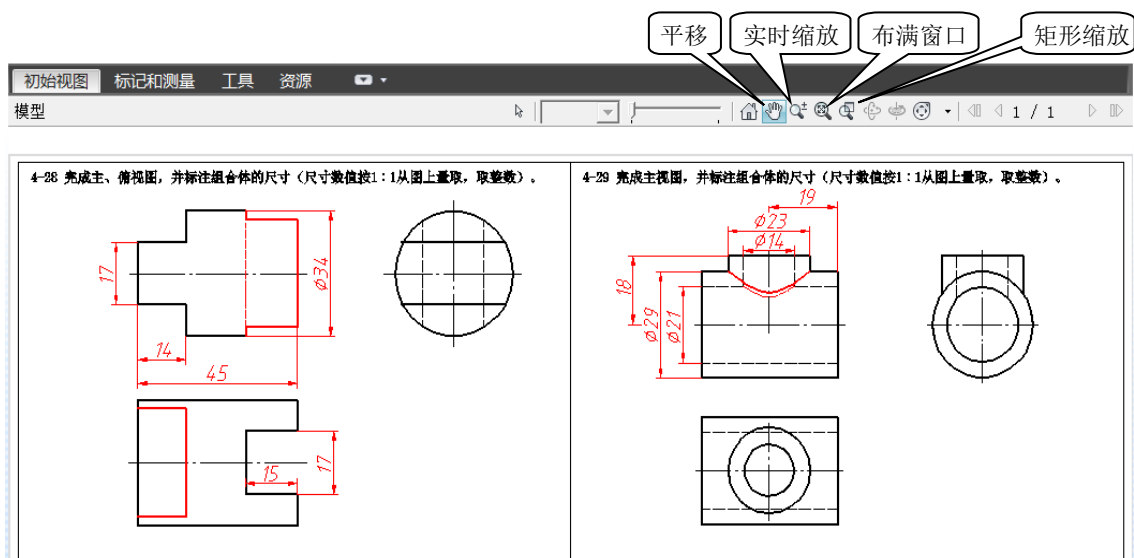 平移 实时缩放 布满窗口 矩形缩放
初始视图 标记和测量 工具 资源
模型 1 / 1
4-28 完成主、俯视图，并标注组合体的尺寸（尺寸数值按1：1从图上量取，取整数）。
17
Ø34
14
45
15
17
4-29 完成主视图，并标注组合体的尺寸（尺寸数值按1：1从图上量取，取整数）。
19
Ø23
Ø14
18
Ø29
Ø21